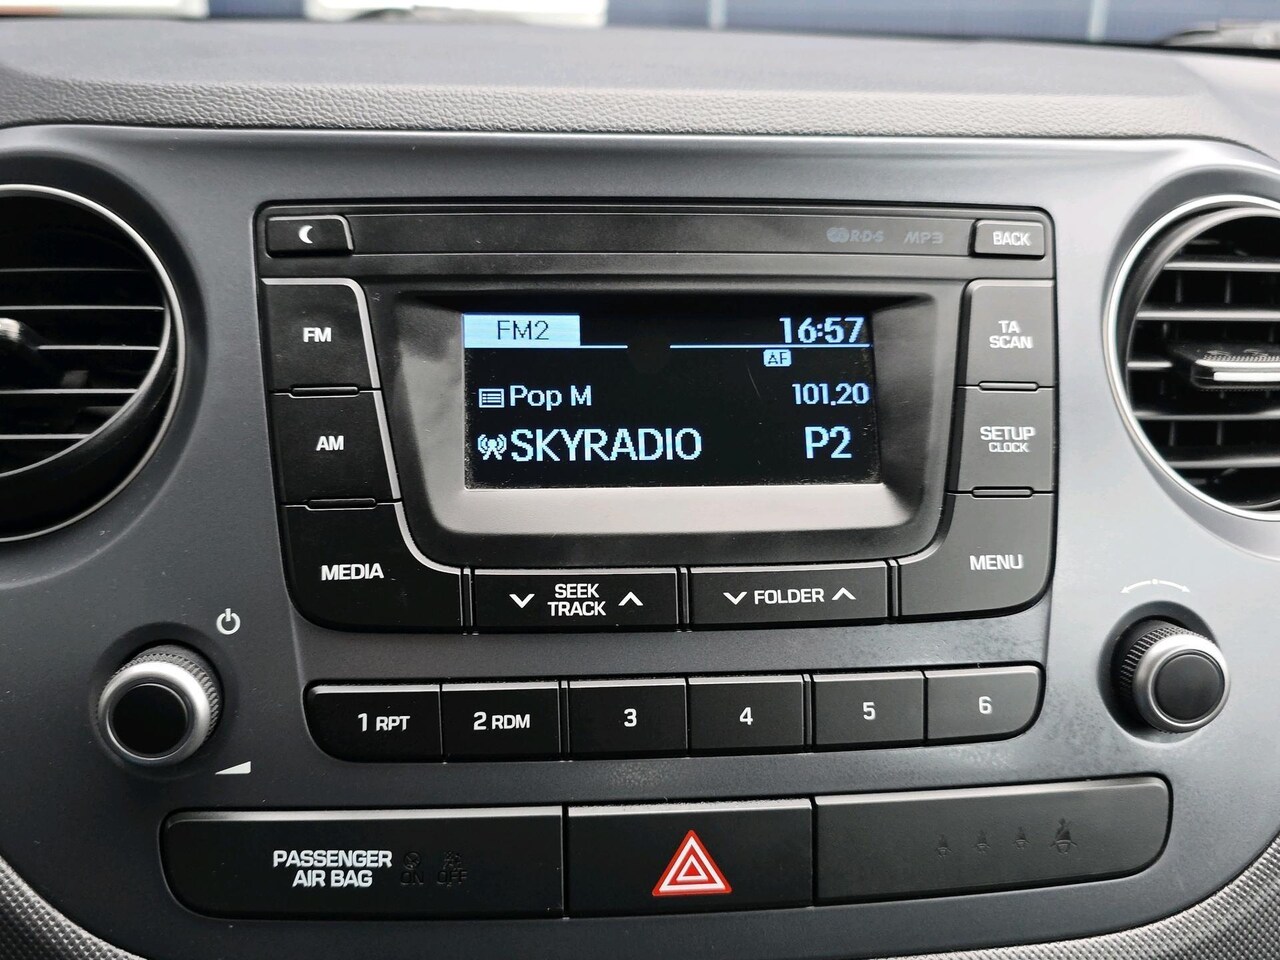 R·D·S MP3 BACK
FM
AM
MEDIA
FM2 16:57
AF
Pop M 101.20
SKYRADIO P2
TA
SCAN
SETUP
CLOCK
MENU
SEEK
TRACK
FOLDER
1 RPT 2 RDM 3 4 5 6
PASSENGER
AIR BAG ON OFF